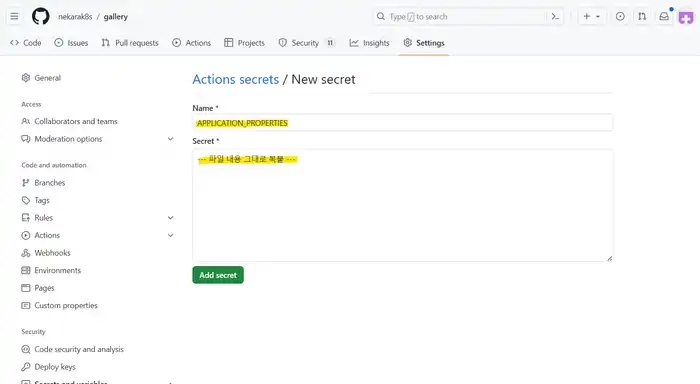 nekarak8s / gallery
Type / to search
Code
Issues
Pull requests
Actions
Projects
Security 11
Insights
Settings
General
Access
Collaborators and teams
Moderation options
Code and automation
Branches
Tags
Rules
Actions
Webhooks
Environments
Pages
Custom properties
Security
Code security and analysis
Deploy keys
Secrets and variables
Actions secrets / New secret
Name *
APPLICATION_PROPERTIES
Secret *
--- 파일 내용 그대로 복붙 ---
Add secret